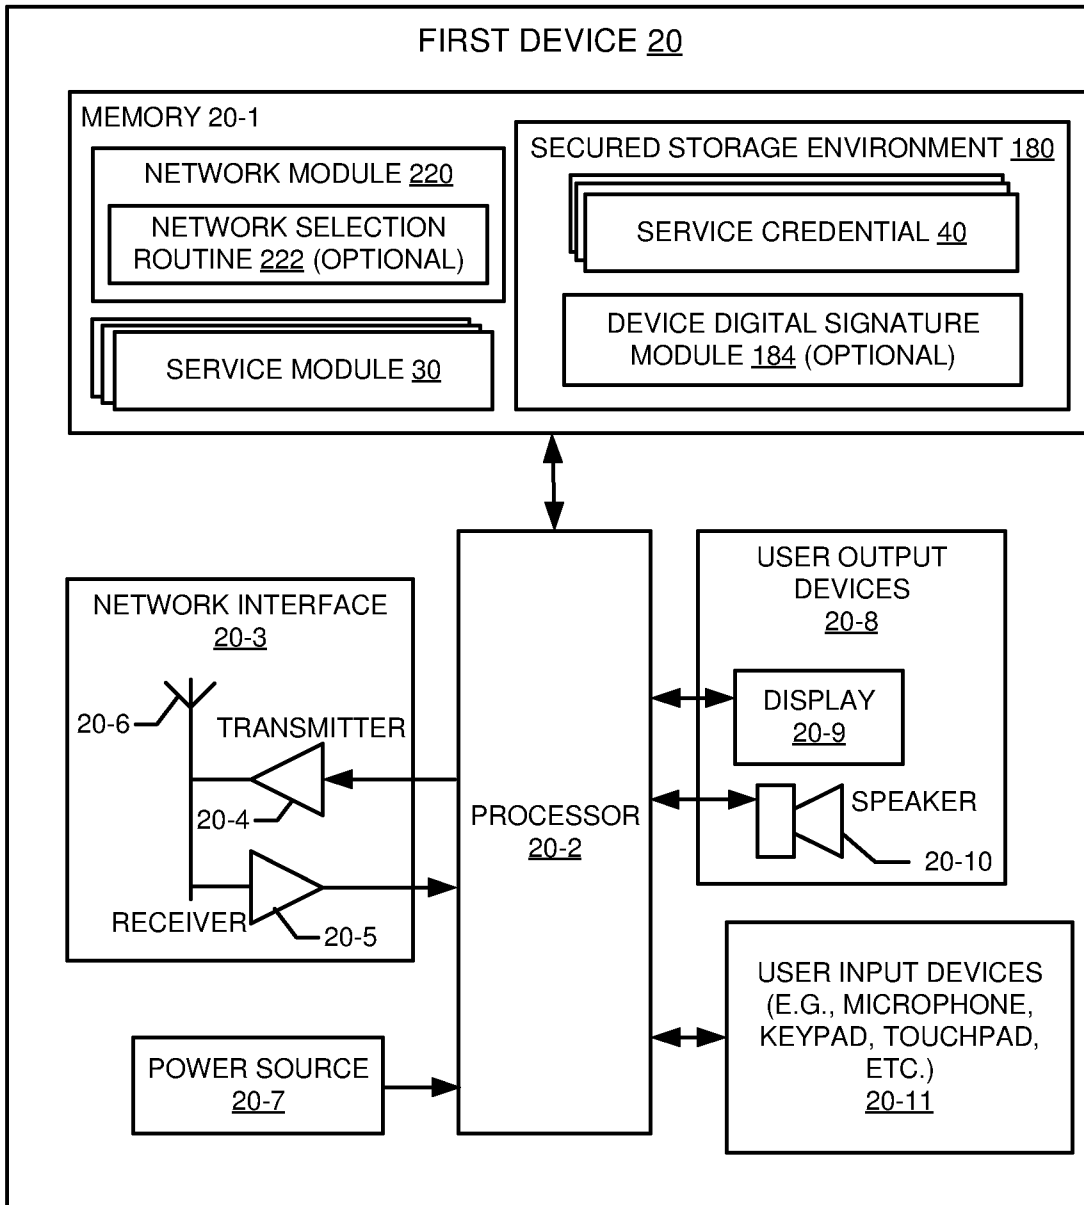 FIRST DEVICE 20
MEMORY 20-1
NETWORK MODULE 220
NETWORK SELECTION
ROUTINE 222 (OPTIONAL)
SERVICE MODULE 30
SECURED STORAGE ENVIRONMENT 180
SERVICE CREDENTIAL 40
DEVICE DIGITAL SIGNATURE
MODULE 184 (OPTIONAL)
NETWORK INTERFACE
20-3
20-6
TRANSMITTER
20-4
RECEIVER
20-5
POWER SOURCE
20-7
PROCESSOR
20-2
USER OUTPUT
DEVICES
20-8
DISPLAY
20-9
SPEAKER
20-10
USER INPUT DEVICES
(E.G., MICROPHONE,
KEYPAD, TOUCHPAD,
ETC.)
20-11